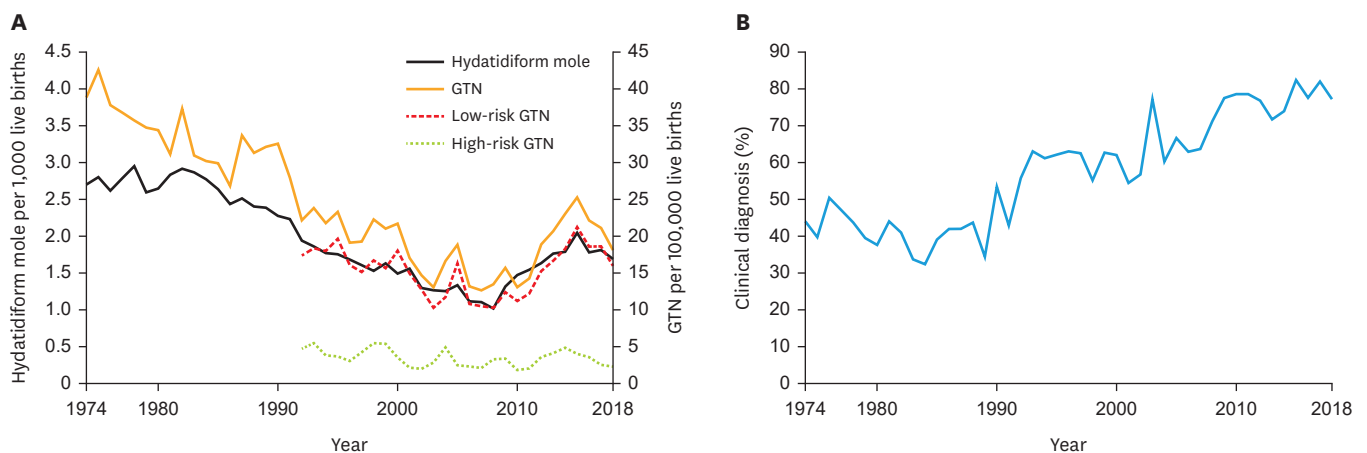 A
Hydatidiform mole per 1,000 live births
4.5
4.0
3.5
3.0
2.5
2.0
1.5
1.0
0.5
0
Hydatidiform mole
GTN
Low-risk GTN
High-risk GTN
45
40
35
30
25
20
15
10
5
0
GTN per 100,000 live births
1974 1980 1990 2000 2010 2018
Year
B
Clinical diagnosis (%)
90
80
70
60
50
40
30
20
10
0
1974 1980 1990 2000 2010 2018
Year